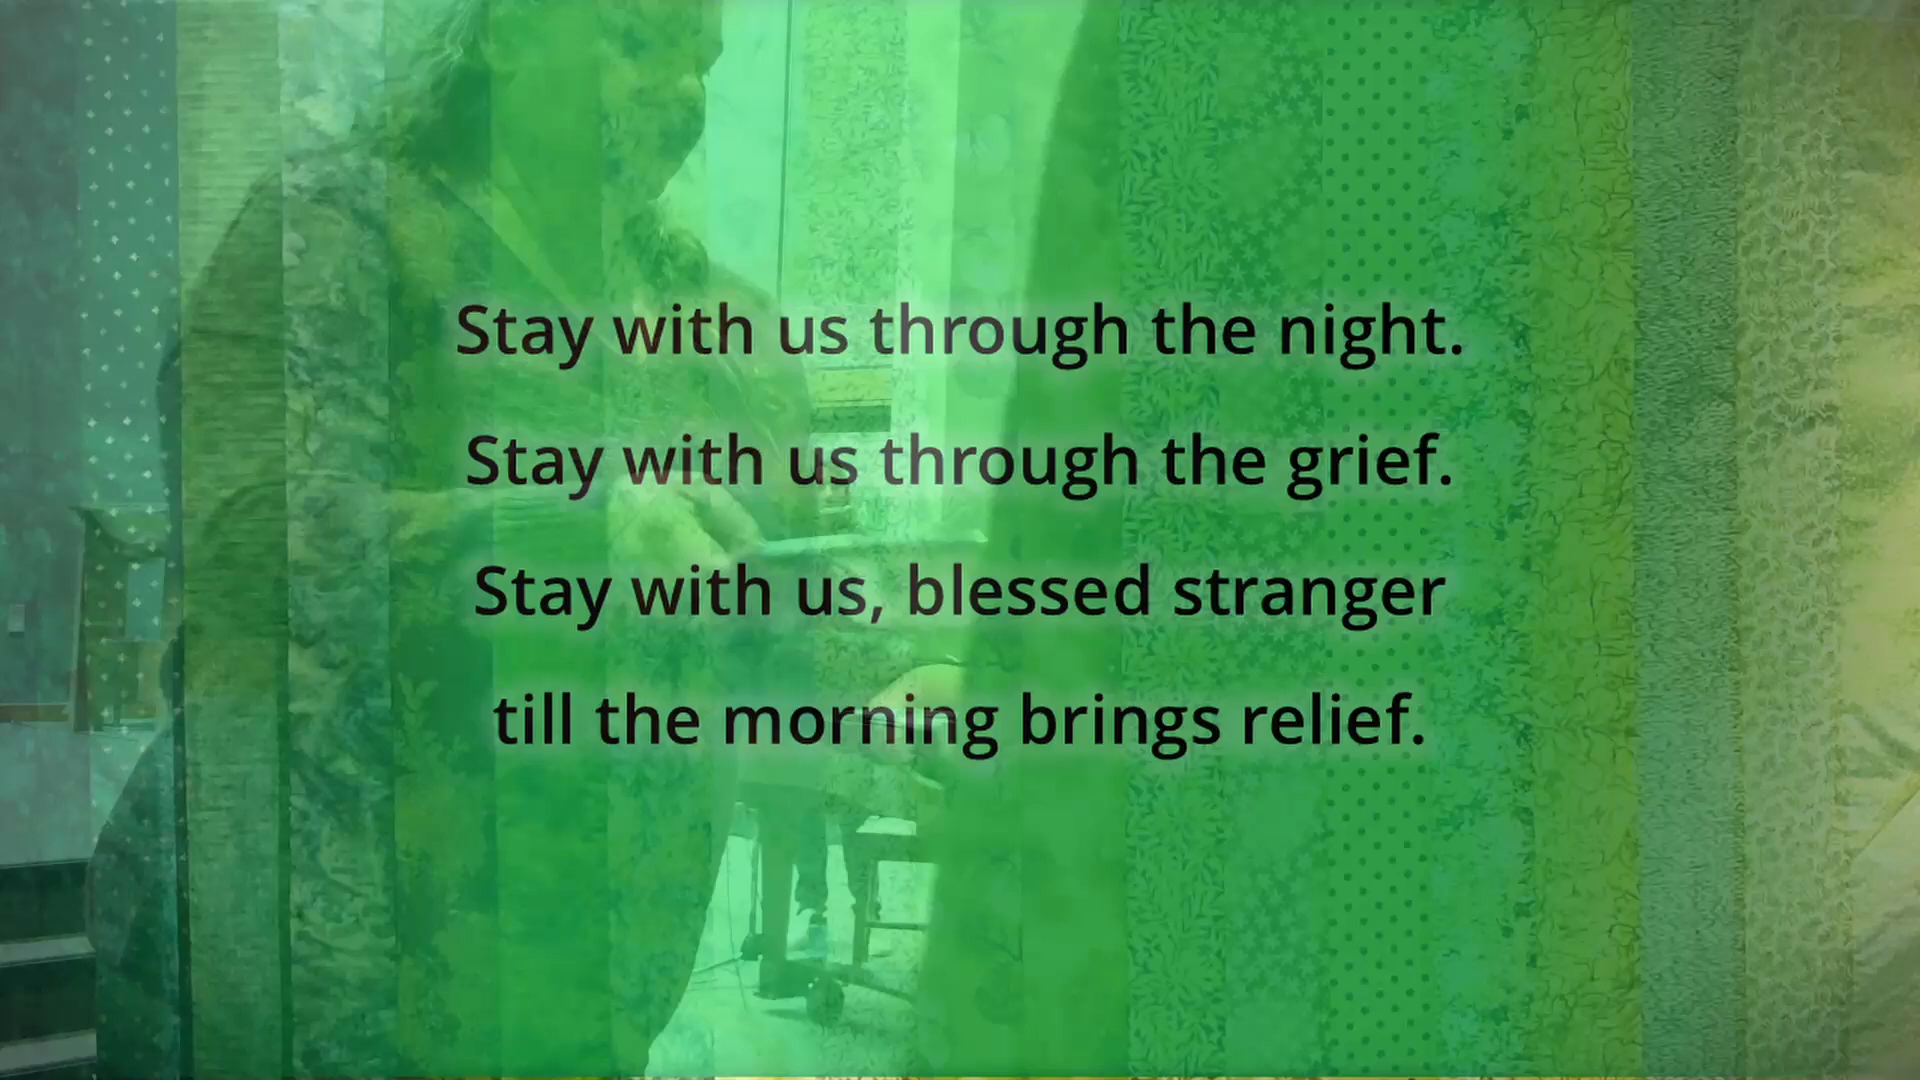 Stay with us through the night.
Stay with us through the grief.
Stay with us, blessed stranger
till the morning brings relief.